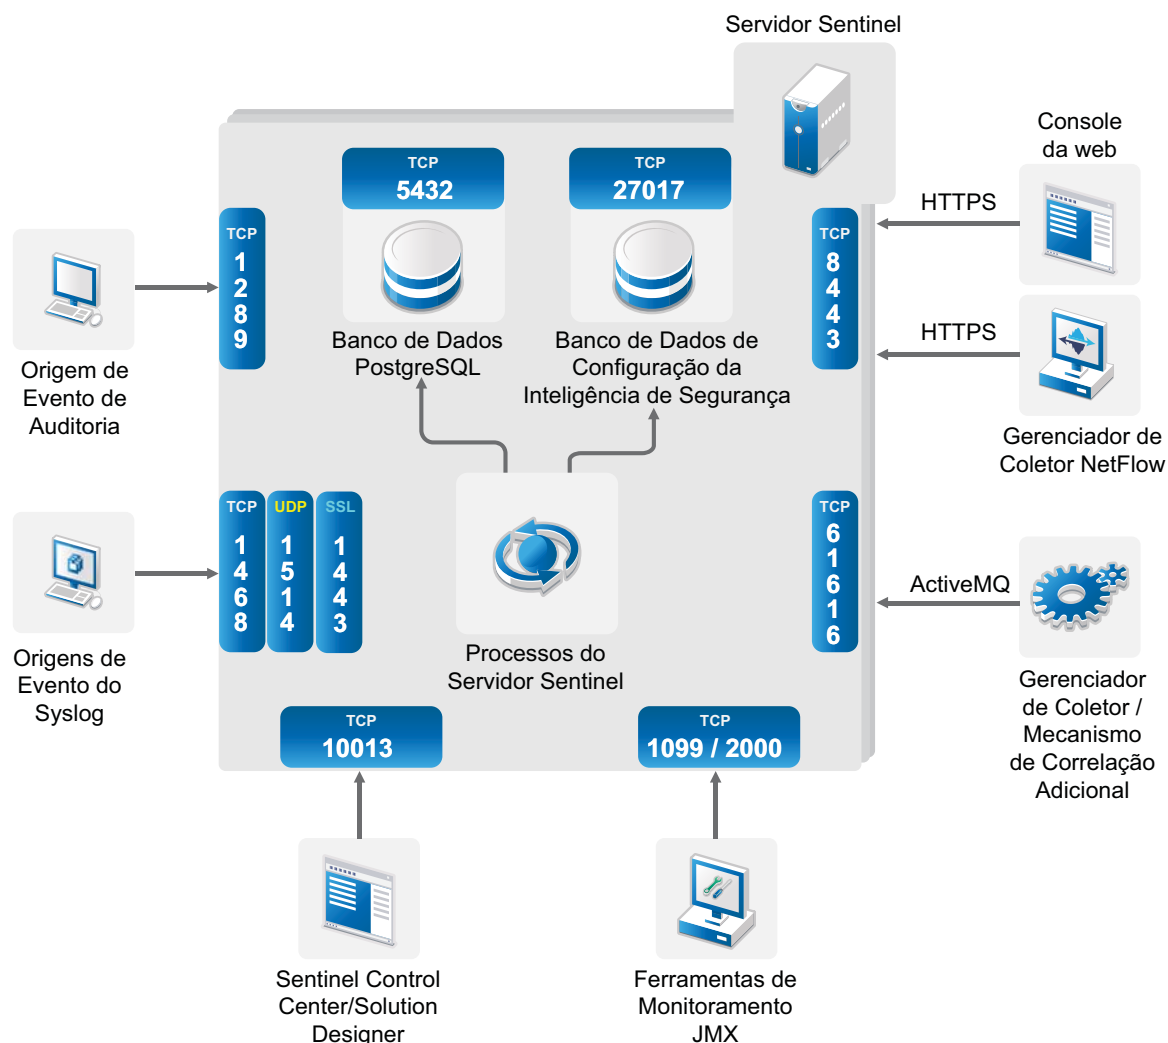 Servidor Sentinel
Console
da web
TCP
5432
TCP
27017
HTTPS
TCP
1
2
8
9
TCP
8
4
4
3
Banco de Dados
PostgreSQL
Banco de Dados de
Configuração da
Inteligência de Segurança
HTTPS
Origem de
Evento de
Auditoria
Gerenciador de
Coletor NetFlow
TCP
1
4
6
8
UDP
1
5
1
4
SSL
1
4
4
3
TCP
6
1
6
1
6
ActiveMQ
Origens de
Evento do
Syslog
Processos do
Servidor Sentinel
Gerenciador
de Coletor /
Mecanismo
de Correlação
Adicional
TCP
10013
TCP
1099 / 2000
Sentinel Control
Center/Solution
Designer
Ferramentas de
Monitoramento
JMX